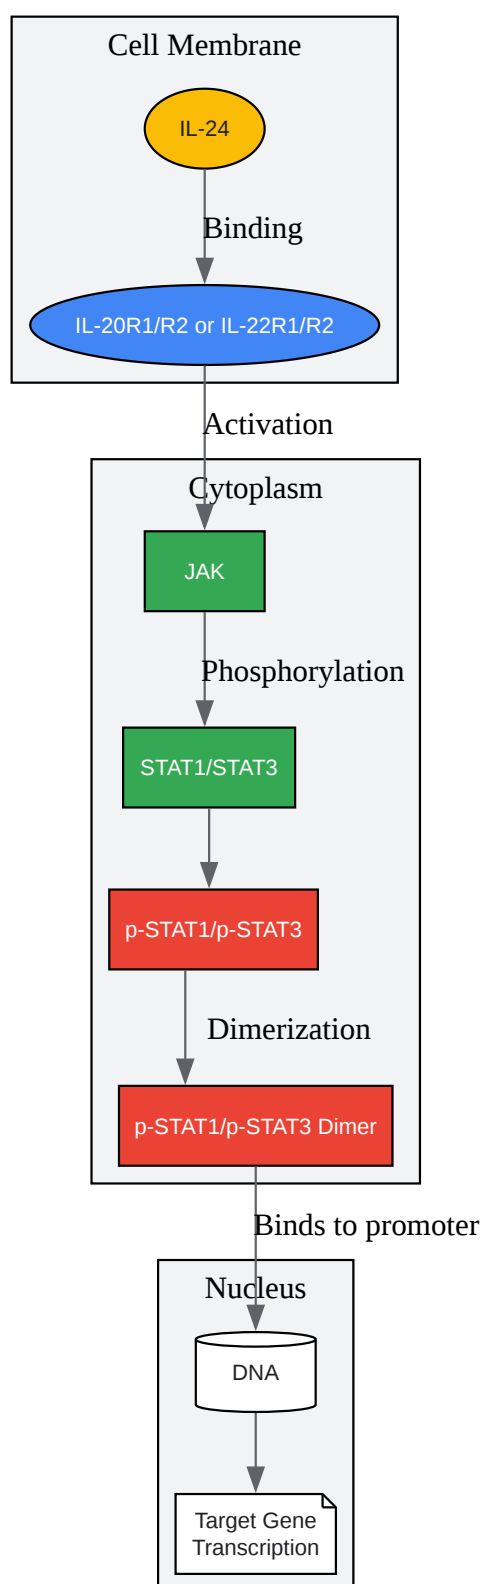 Cell Membrane
IL-24
Binding
IL-20R1/R2 or IL-22R1/R2
Activation
Cytoplasm
JAK
Phosphorylation
STAT1/STAT3
p-STAT1/p-STAT3
Dimerization
p-STAT1/p-STAT3 Dimer
Binds to promoter
Nucleus
DNA
Target Gene
Transcription